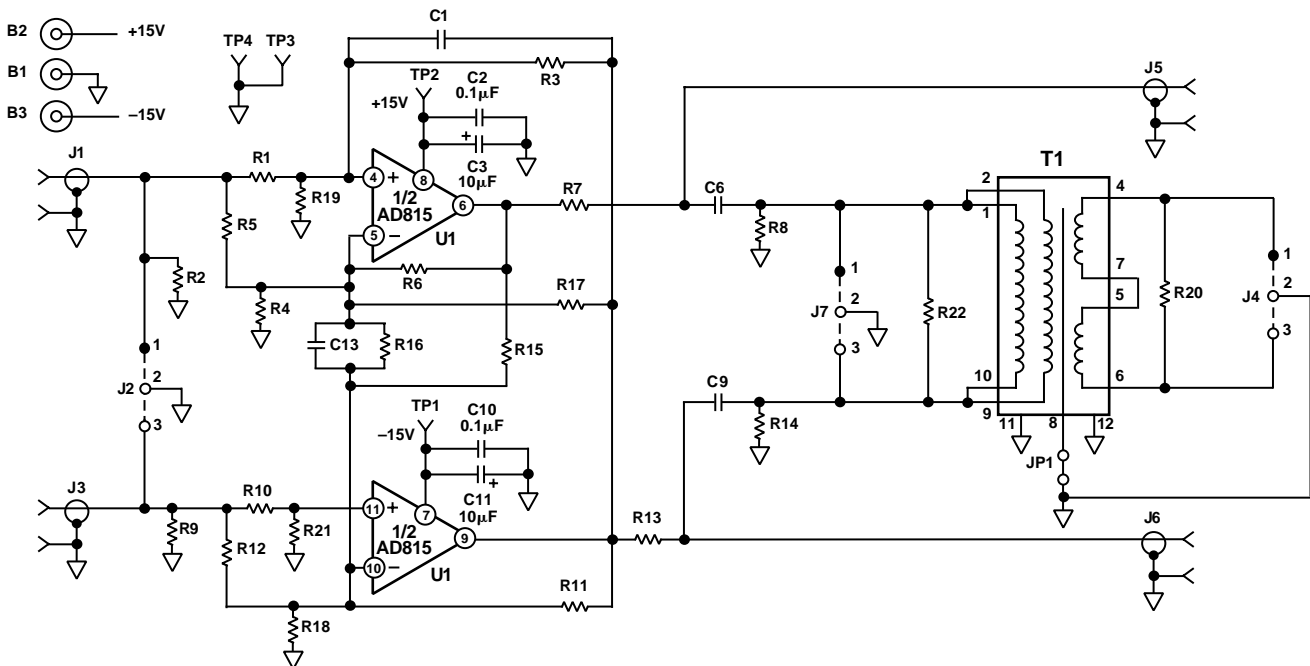 B2
+15V
B1
B3
–15V
TP4 TP3
C1
R3
TP2
+15V
C2
0.1µF
+
C3
10µF
J1
R1
R19
R5
R2
R4
4
+
8
1/2
AD815
6
5
–
U1
R6
R7
R17
C13
R16
R15
1
J2
2
3
TP1
–15V
C10
0.1µF
+
C11
10µF
J3
R9
R10
R12
R21
R18
11
+
7
1/2
AD815
9
10
–
U1
R11
R13
C6
R8
1
J7
2
3
R22
C9
R14
T1
2
1
10
9
11
8
12
4
7
5
6
JP1
R20
1
J4
2
3
J5
J6